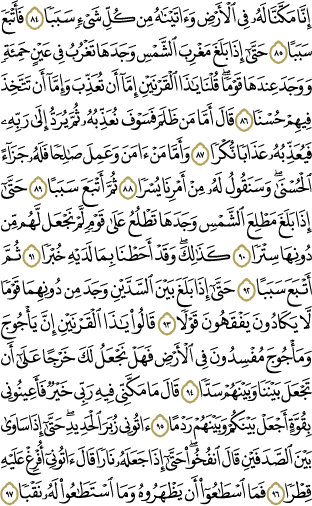 إِنَّا مَكَّنَّا لَهُۥ فِي ٱلۡأَرۡضِ وَءَاتَيۡنَٰهُ مِن كُلِّ شَيۡءٖ سَبَبٗا ٨٤ فَأَتۡبَعَ
سَبَبًا ٨٥ حَتَّىٰٓ إِذَا بَلَغَ مَغۡرِبَ ٱلشَّمۡسِ وَجَدَهَا تَغۡرُبُ فِي عَيۡنٍ حَمِئَةٖ
وَوَجَدَ عِندَهَا قَوۡمٗاۖ قُلۡنَا يَٰذَا ٱلۡقَرۡنَيۡنِ إِمَّآ أَن تُعَذِّبَ وَإِمَّآ أَن تَتَّخِذَ
فِيهِمۡ حُسۡنٗا ٨٦ قَالَ أَمَّا مَن ظَلَمَ فَسَوۡفَ نُعَذِّبُهُۥ ثُمَّ يُرَدُّ إِلَىٰ رَبِّهِۦ
فَيُعَذِّبُهُۥ عَذَابٗا نُّكۡرٗا ٨٧ وَأَمَّا مَنۡ ءَامَنَ وَعَمِلَ صَٰلِحٗا فَلَهُۥ جَزَآءً
ٱلۡحُسۡنَىٰۖ وَسَنَقُولُ لَهُۥ مِنۡ أَمۡرِنَا يُسۡرٗا ٨٨ ثُمَّ أَتۡبَعَ سَبَبًا ٨٩ حَتَّىٰٓ
إِذَا بَلَغَ مَطۡلِعَ ٱلشَّمۡسِ وَجَدَهَا تَطۡلُعُ عَلَىٰ قَوۡمٖ لَّمۡ نَجۡعَل لَّهُم مِّن
دُونِهَا سِتۡرٗا ٩٠ كَذَٰلِكَۖ وَقَدۡ أَحَطۡنَا بِمَا لَدَيۡهِ خُبۡرٗا ٩١ ثُمَّ
أَتۡبَعَ سَبَبًا ٩٢ حَتَّىٰٓ إِذَا بَلَغَ بَيۡنَ ٱلسَّدَّيۡنِ وَجَدَ مِن دُونِهِمَا قَوۡمٗا
لَّا يَكَادُونَ يَفۡقَهُونَ قَوۡلٗا ٩٣ قَالُواْ يَٰذَا ٱلۡقَرۡنَيۡنِ إِنَّ يَأۡجُوجَ
وَمَأۡجُوجَ مُفۡسِدُونَ فِي ٱلۡأَرۡضِ فَهَلۡ نَجۡعَلُ لَكَ خَرۡجًا عَلَىٰٓ أَن
تَجۡعَلَ بَيۡنَنَا وَبَيۡنَهُمۡ سَدّٗا ٩٤ قَالَ مَا مَكَّنِّي فِيهِ رَبِّي خَيۡرٞ فَأَعِينُونِي
بِقُوَّةٍ أَجۡعَلۡ بَيۡنَكُمۡ وَبَيۡنَهُمۡ رَدۡمًا ٩٥ ءَاتُونِي زُبَرَ ٱلۡحَدِيدِۖ حَتَّىٰٓ إِذَا سَاوَىٰ
بَيۡنَ ٱلصَّدَفَيۡنِ قَالَ ٱنفُخُواْۖ حَتَّىٰٓ إِذَا جَعَلَهُۥ نَارٗا قَالَ ءَاتُونِيٓ أُفۡرِغۡ عَلَيۡهِ
قِطۡرٗا ٩٦ فَمَا ٱسۡطَٰعُوٓاْ أَن يَظۡهَرُوهُ وَمَا ٱسۡتَطَٰعُواْ لَهُۥ نَقۡبٗا ٩٧